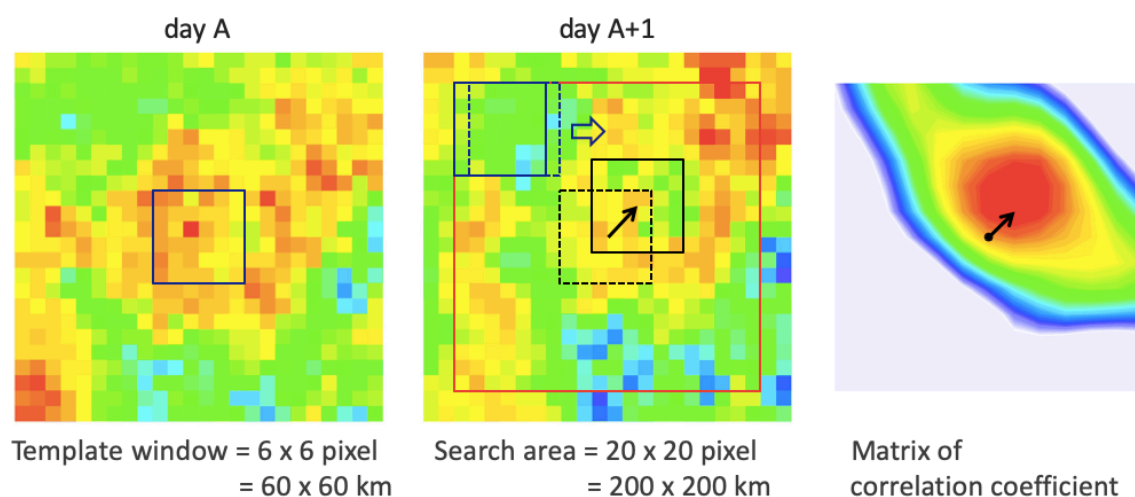 day A
day A+1
Template window = 6 x 6 pixel
= 60 x 60 km
Search area = 20 x 20 pixel
= 200 x 200 km
Matrix of
correlation coefficient